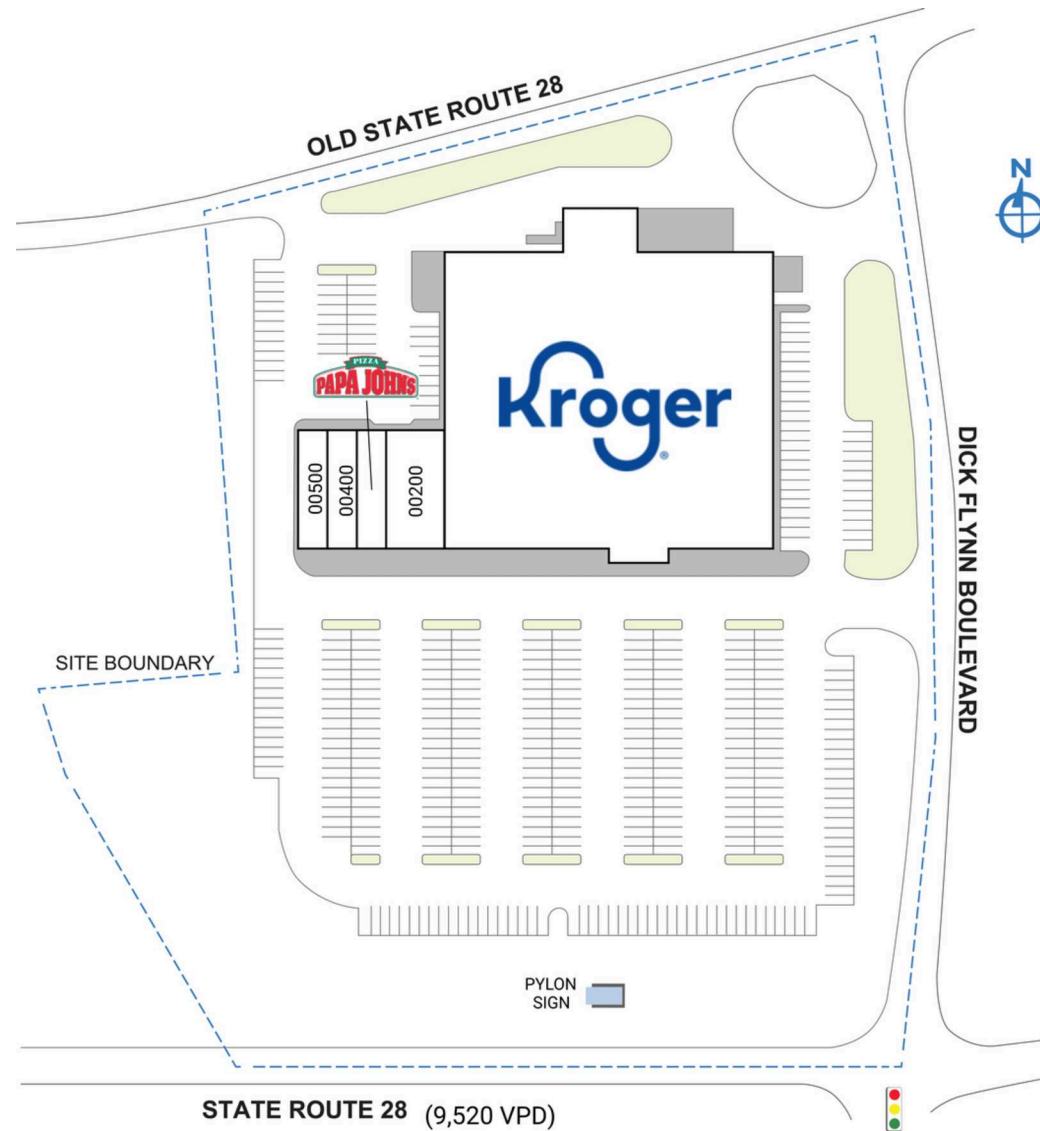 OLD STATE ROUTE 28
N
PIZZA
PAPA JOHNS
Kroger®
00500
00400
00200
DICK FLYNN BOULEVARD
SITE BOUNDARY
PYLON
SIGN
STATE ROUTE 28 (9,520 VPD)